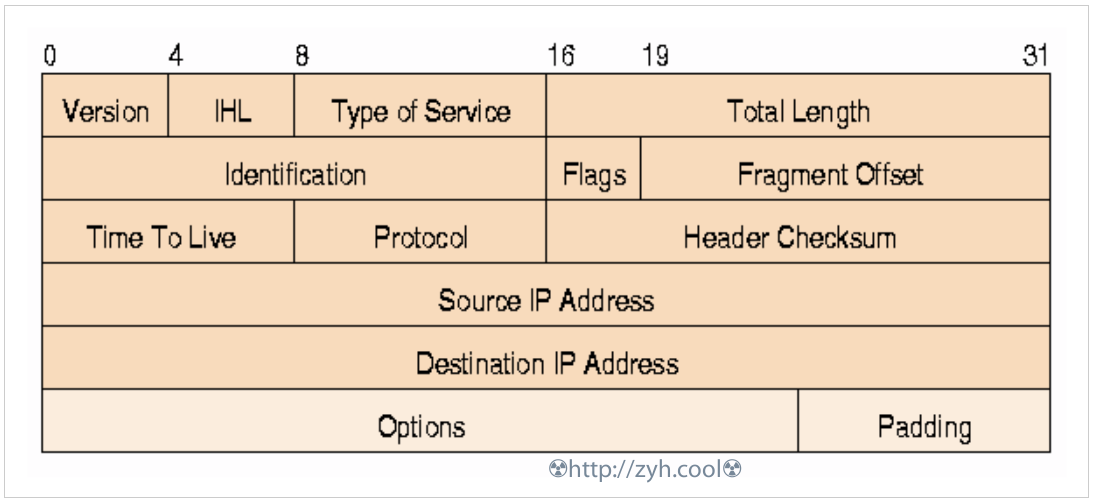 0 4 8 16 19 31
Version IHL Type of Service Total Length
Identification Flags Fragment Offset
Time To Live Protocol Header Checksum
Source IP Address
Destination IP Address
Options Padding
☢http://zyh.cool☢